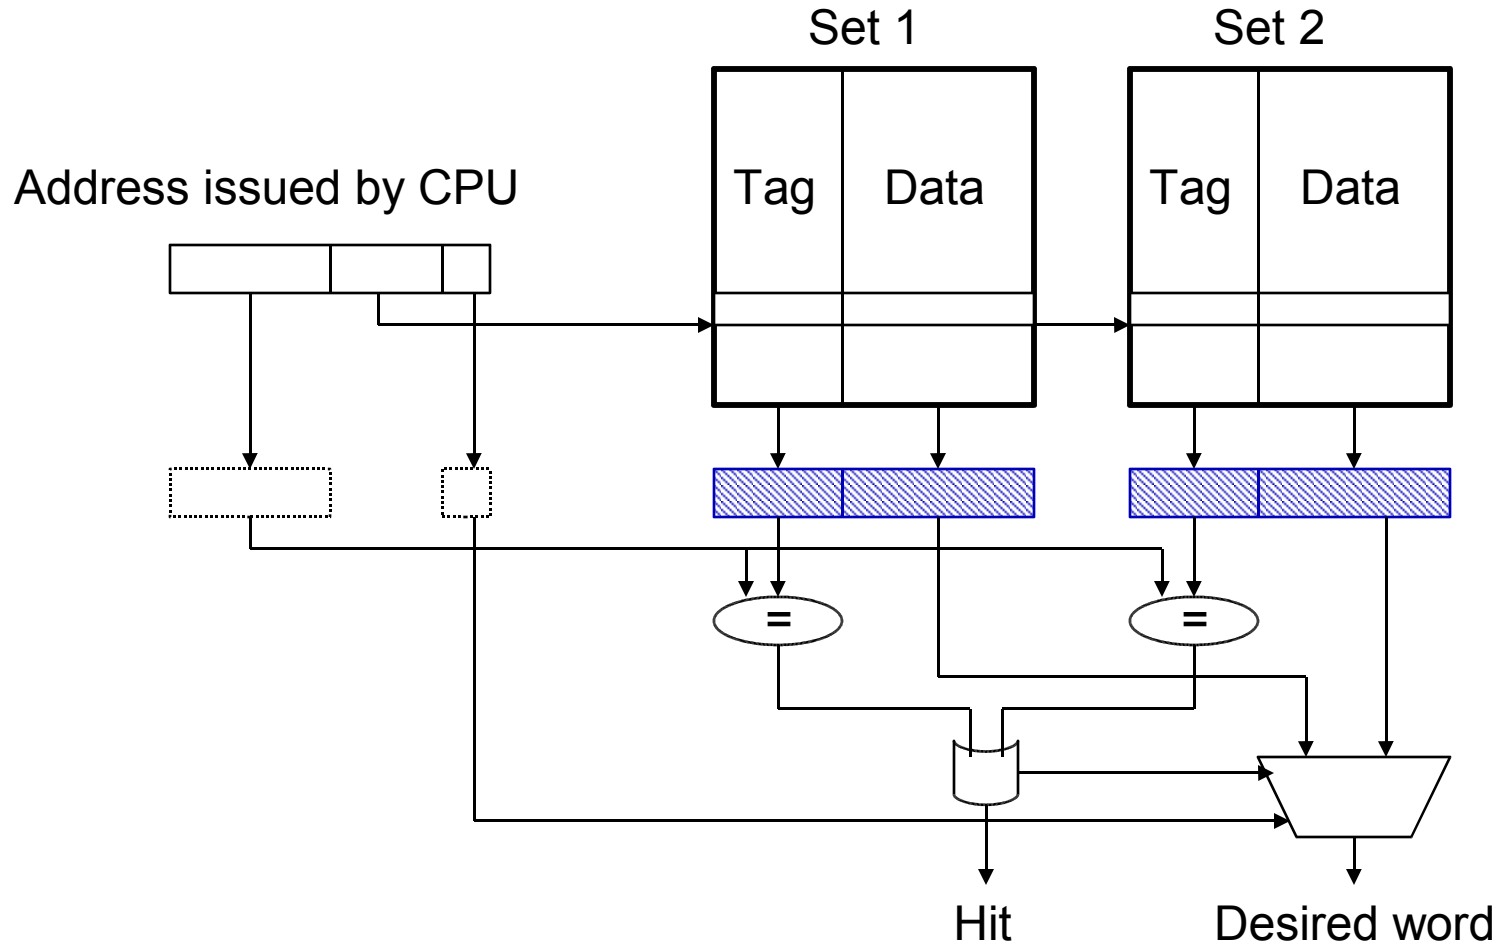 Set 1
Set 2
Address issued by CPU
Tag
Data
Tag
Data
=
=
Hit
Desired word